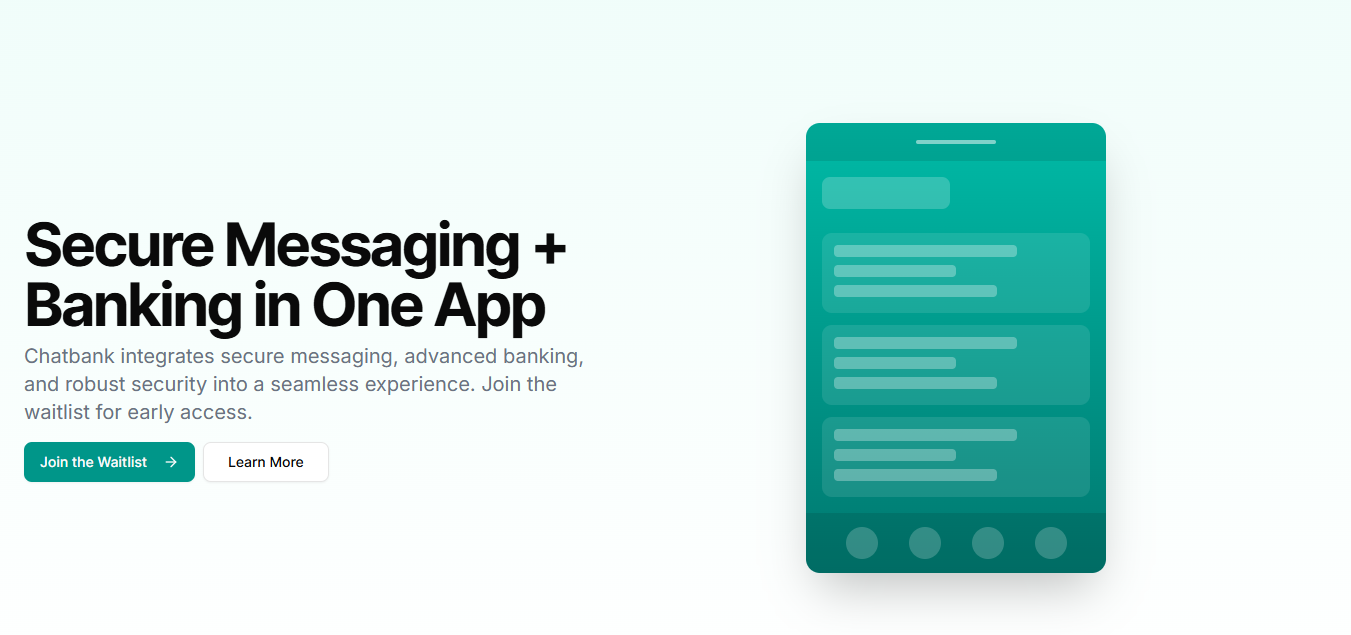 Secure Messaging +
Banking in One App
Chatbank integrates secure messaging, advanced banking,
and robust security into a seamless experience. Join the
waitlist for early access.
Join the Waitlist →
Learn More